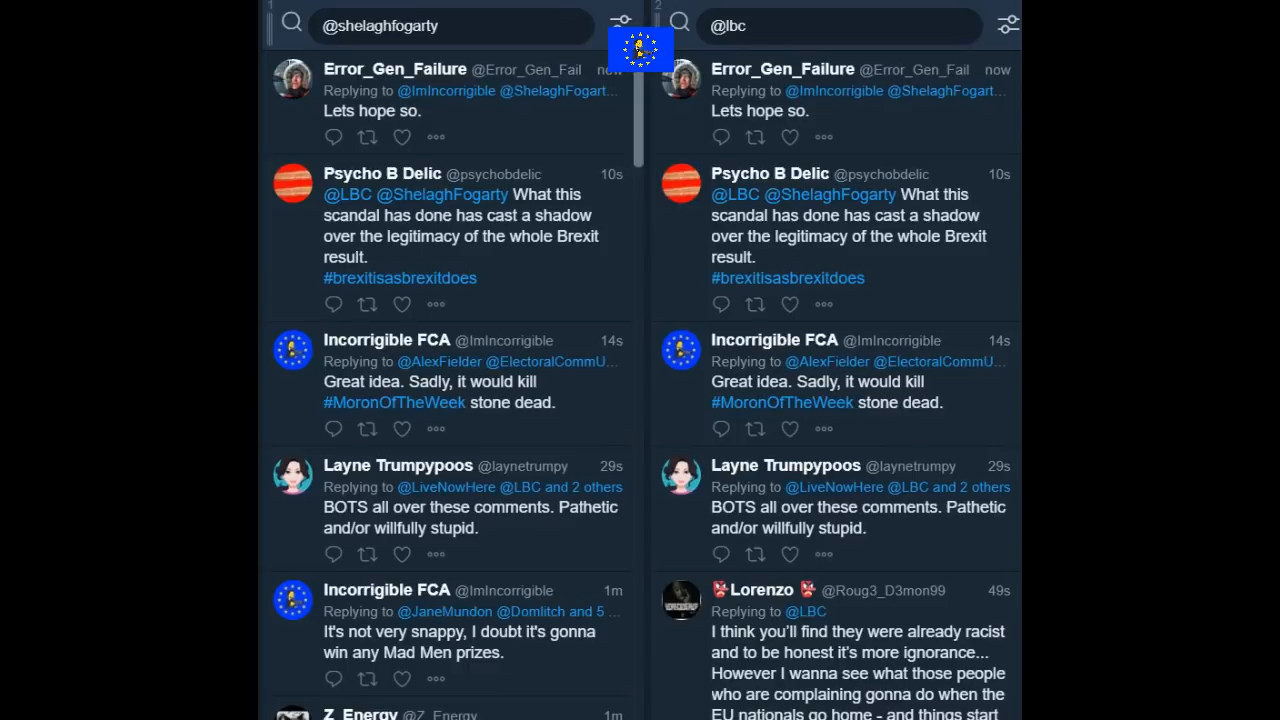 1
@shelaghfogarty
Error_Gen_Failure @Error_Gen_Fail now
Replying to @ImIncorrigible @ShelaghFogart...
Lets hope so.
Psycho B Delic @psychobdelic 10s
@LBC @ShelaghFogarty What this
scandal has done has cast a shadow
over the legitimacy of the whole Brexit
result.
#brexitisasbrexitdoes
Incorrigible FCA @ImIncorrigible 14s
Replying to @AlexFielder @ElectoralCommU...
Great idea. Sadly, it would kill
#MoronOfTheWeek stone dead.
Layne Trumpypoos @laynetrumpy 29s
Replying to @LiveNowHere @LBC and 2 others
BOTS all over these comments. Pathetic
and/or willfully stupid.
Incorrigible FCA @ImIncorrigible 1m
Replying to @JaneMundon @Domlitch and 5 ...
It's not very snappy, I doubt it's gonna
win any Mad Men prizes.
Z_Energy @Z_Energy 1m
2
@lbc
Error_Gen_Failure @Error_Gen_Fail now
Replying to @ImIncorrigible @ShelaghFogart...
Lets hope so.
Psycho B Delic @psychobdelic 10s
@LBC @ShelaghFogarty What this
scandal has done has cast a shadow
over the legitimacy of the whole Brexit
result.
#brexitisasbrexitdoes
Incorrigible FCA @ImIncorrigible 14s
Replying to @AlexFielder @ElectoralCommU...
Great idea. Sadly, it would kill
#MoronOfTheWeek stone dead.
Layne Trumpypoos @laynetrumpy 29s
Replying to @LiveNowHere @LBC and 2 others
BOTS all over these comments. Pathetic
and/or willfully stupid.
👺Lorenzo 👺 @Roug3_D3mon99 49s
Replying to @LBC
I think you’ll find they were already racist
and to be honest it’s more ignorance...
However I wanna see what those people
who are complaining gonna do when the
EU nationals go home - and things start